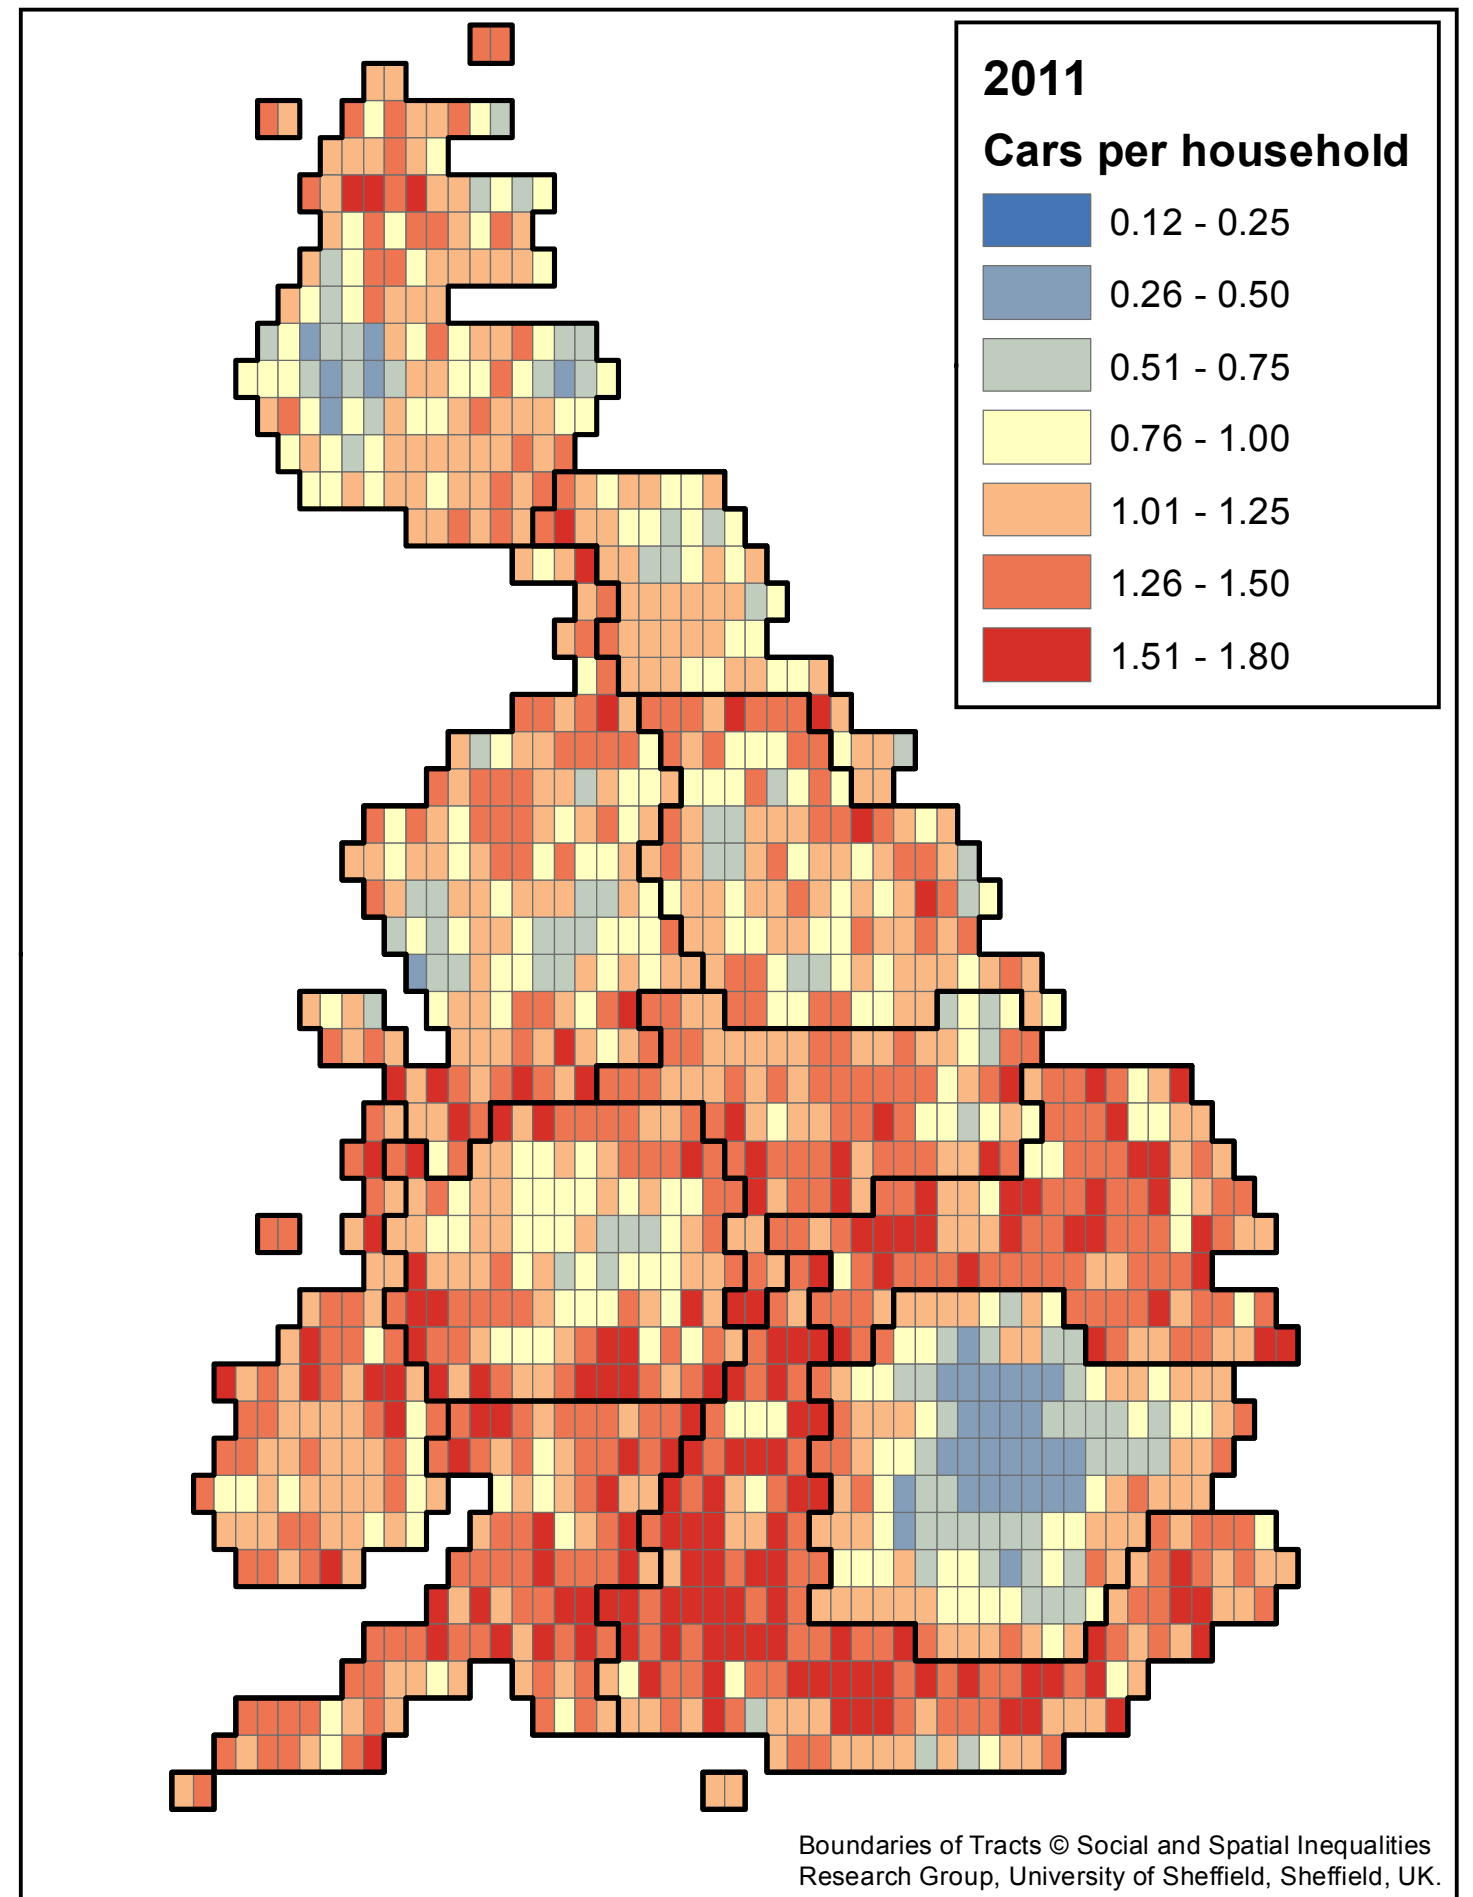 2011
Cars per household
0.12 - 0.25
0.26 - 0.50
0.51 - 0.75
0.76 - 1.00
1.01 - 1.25
1.26 - 1.50
1.51 - 1.80
Boundaries of Tracts © Social and Spatial Inequalities
Research Group, University of Sheffield, Sheffield, UK.